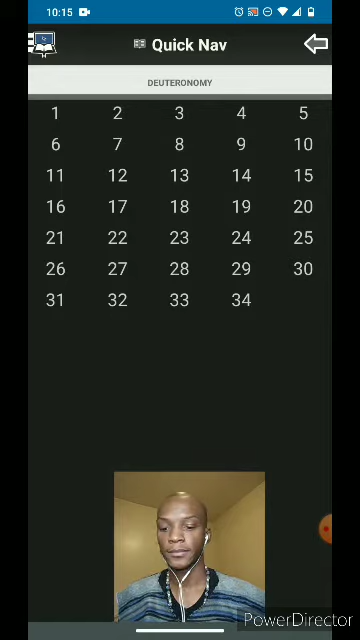 10:15
Quick Nav
DEUTERONOMY
1 2 3 4 5
6 7 8 9 10
11 12 13 14 15
16 17 18 19 20
21 22 23 24 25
26 27 28 29 30
31 32 33 34
PowerDirector